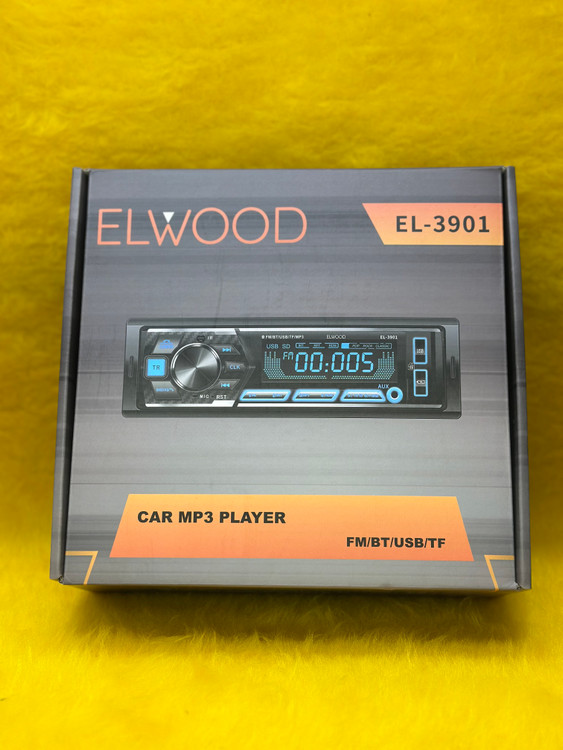 ELWOOD
EL-3901
FM/BT/USB/TF/MP3
ELWOOD
EL-3901
USB SD
FM 00:005
TR
CLK
AUX
MIC
RST
USB
CAR MP3 PLAYER
FM/BT/USB/TF